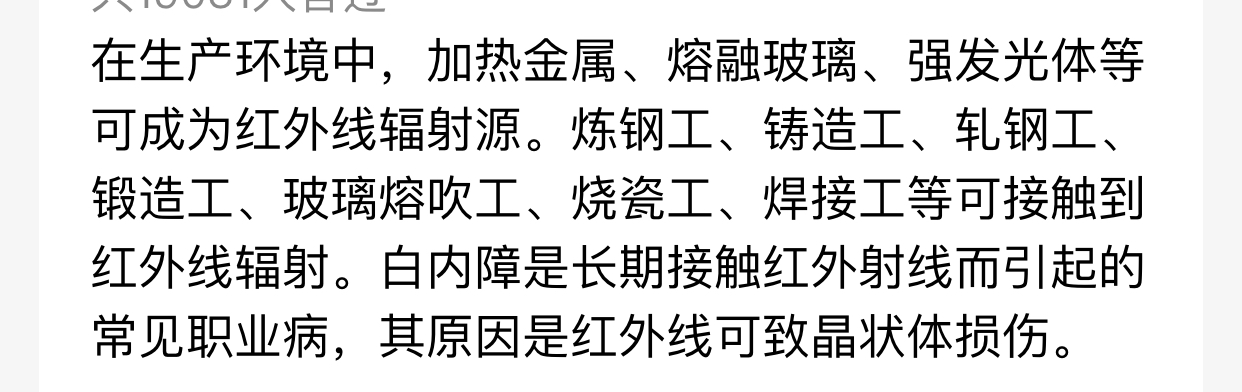 在生产环境中，加热金属、熔融玻璃、强发光体等
可成为红外线辐射源。炼钢工、铸造工、轧钢工、
锻造工、玻璃熔吹工、烧瓷工、焊接工等可接触到
红外线辐射。白内障是长期接触红外射线而引起的
常见职业病，其原因是红外线可致晶状体损伤。